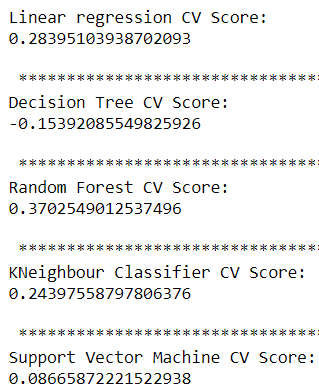 Linear regression CV Score:
0.28395103938702093
********************************
Decision Tree CV Score:
-0.15392085549825926
********************************
Random Forest CV Score:
0.3702549012537496
********************************
KNeighbour Classifier CV Score:
0.24397558797806376
********************************
Support Vector Machine CV Score:
0.08665872221522938